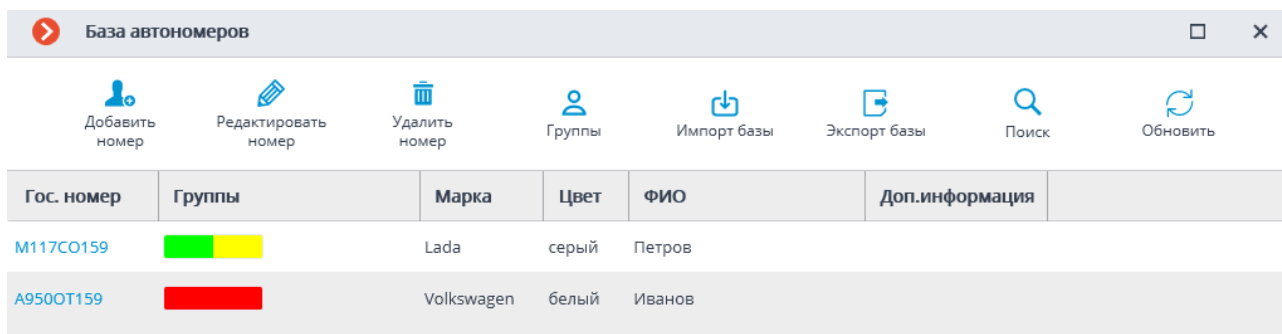 База автономеров
Добавить номер
Редактировать номер
Удалить номер
Группы
Импорт базы
Экспорт базы
Поиск
Обновить
Гос. номер Группы Марка Цвет ФИО Доп.информация
М117СО159 Lada серый Петров
А950ОТ159 Volkswagen белый Иванов